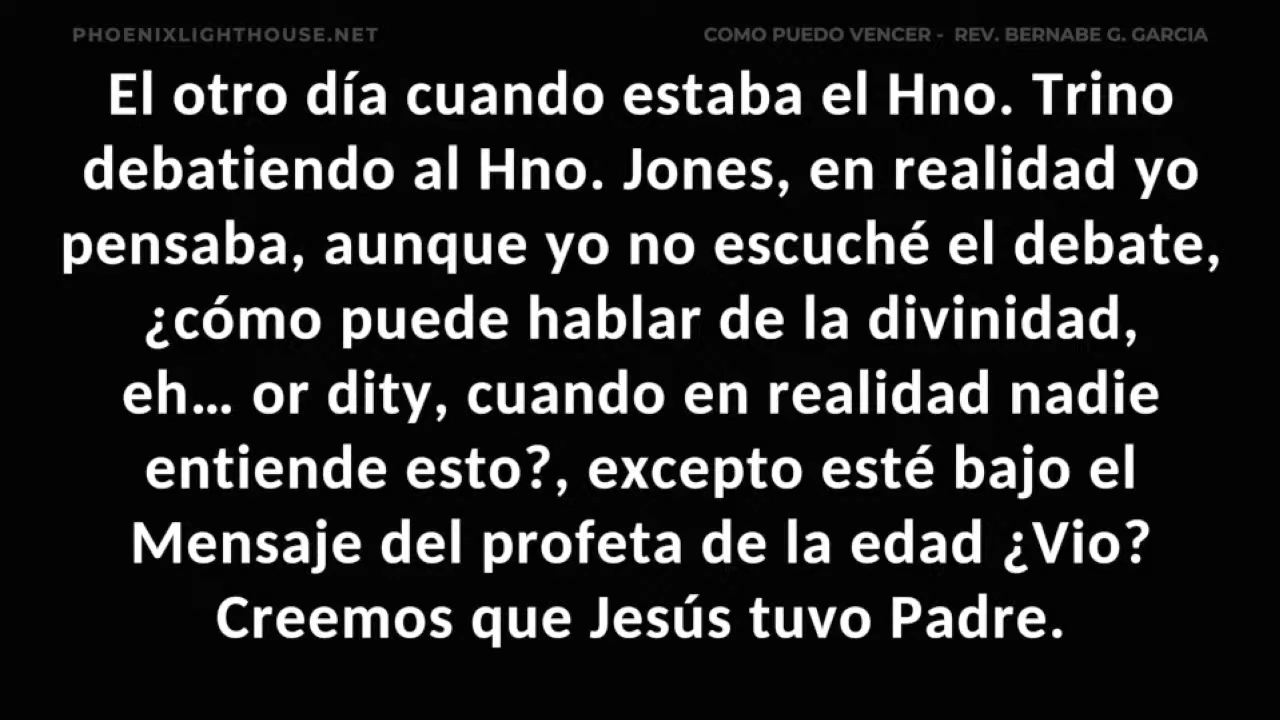 PHOENIXLIGHTHOUSE.NET
COMO PUEDO VENCER - REV. BERNABE G. GARCIA
El otro día cuando estaba el Hno. Trino
debatiendo al Hno. Jones, en realidad yo
pensaba, aunque yo no escuché el debate,
¿cómo puede hablar de la divinidad,
eh... or dity, cuando en realidad nadie
entiende esto?, excepto esté bajo el
Mensaje del profeta de la edad ¿Vio?
Creemos que Jesús tuvo Padre.